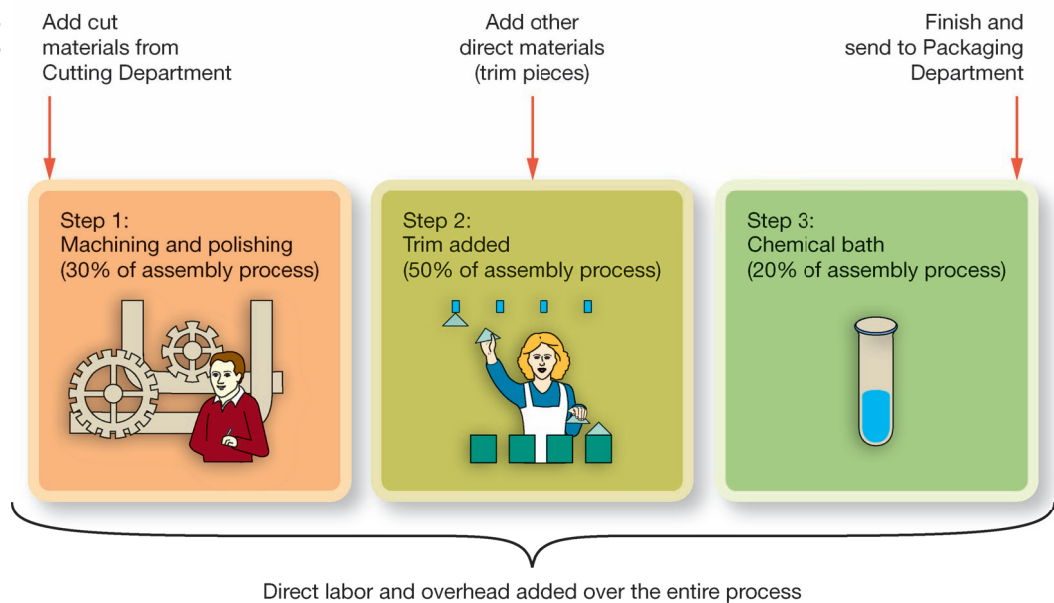 Add cut
materials from
Cutting Department
Add other
direct materials
(trim pieces)
Finish and
send to Packaging
Department
Step 1:
Machining and polishing
(30% of assembly process)
Step 2:
Trim added
(50% of assembly process)
Step 3:
Chemical bath
(20% of assembly process)
Direct labor and overhead added over the entire process